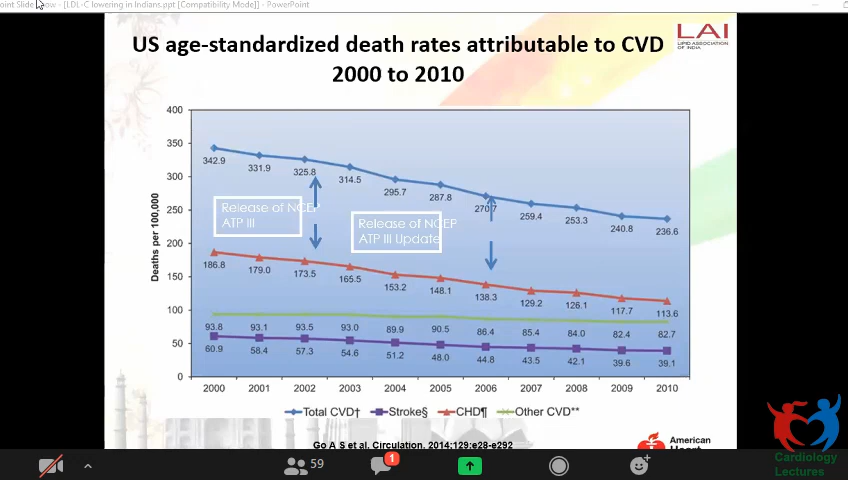 oint Slide Show - [LDL-C lowering in Indians.ppt [Compatibility Mode]] - PowerPoint
LAI
LIPID ASSOCIATION
OF INDIA
US age-standardized death rates attributable to CVD
2000 to 2010
Deaths per 100,000
400
350
300
250
200
150
100
50
0
342.9 331.9 325.8 314.5 295.7 287.8 270.7 259.4 253.3 240.8 236.6
Release of NCEP
ATP III
Release of NCEP
ATP III Update
186.8 179.0 173.5 165.5 153.2 148.1 138.3 129.2 126.1 117.7 113.6
93.8 93.1 93.5 93.0 89.9 90.5 86.4 85.4 84.0 82.4 82.7
60.9 58.4 57.3 54.6 51.2 48.0 44.8 43.5 42.1 39.6 39.1
2000 2001 2002 2003 2004 2005 2006 2007 2008 2009 2010
Total CVD† Stroke§ CHD¶ Other CVD**
Go A S et al. Circulation. 2014;129:e28-e292
American
59
1
Cardiology
Lectures